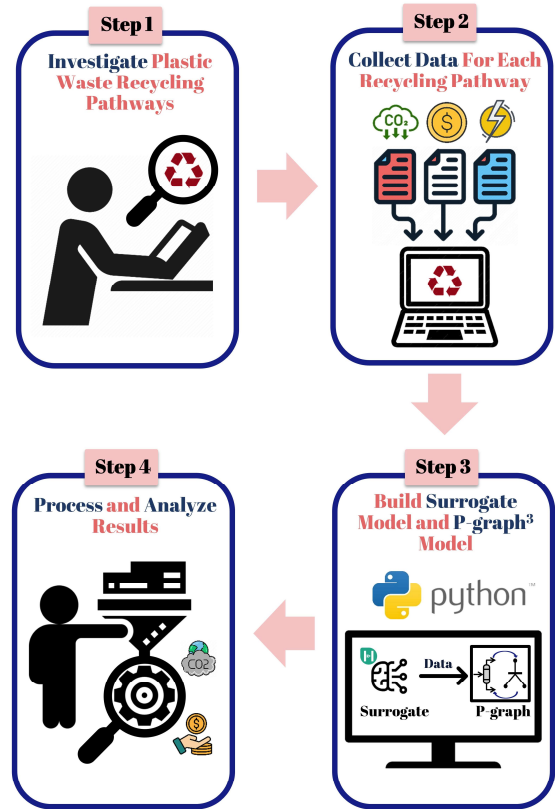 Step 1
Investigate Plastic
Waste Recycling
Pathways
Step 2
Collect Data For Each
Recycling Pathway
CO₂
$
Step 3
Build Surrogate
Model and P-graph³
Model
python™
Data
Surrogate
P-graph
Step 4
Process and Analyze
Results
CO2
$